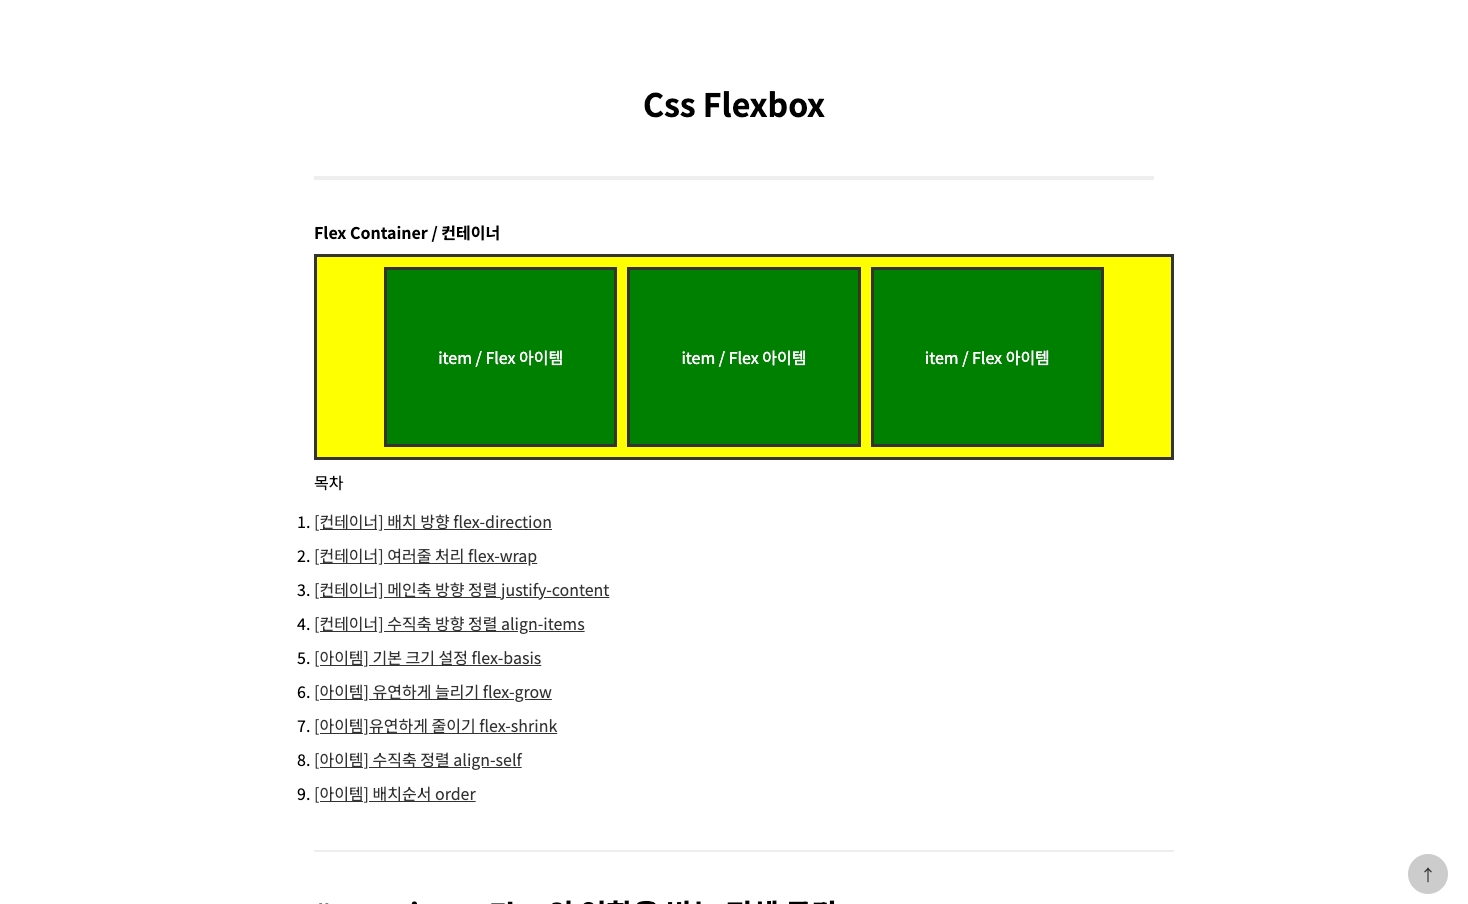 Css Flexbox
Flex Container / 컨테이너
item / Flex 아이템
item / Flex 아이템
item / Flex 아이템
목차
1. [컨테이너] 배치 방향 flex-direction
2. [컨테이너] 여러줄 처리 flex-wrap
3. [컨테이너] 메인축 방향 정렬 justify-content
4. [컨테이너] 수직축 방향 정렬 align-items
5. [아이템] 기본 크기 설정 flex-basis
6. [아이템] 유연하게 늘리기 flex-grow
7. [아이템]유연하게 줄이기 flex-shrink
8. [아이템] 수직축 정렬 align-self
9. [아이템] 배치순서 order
↑